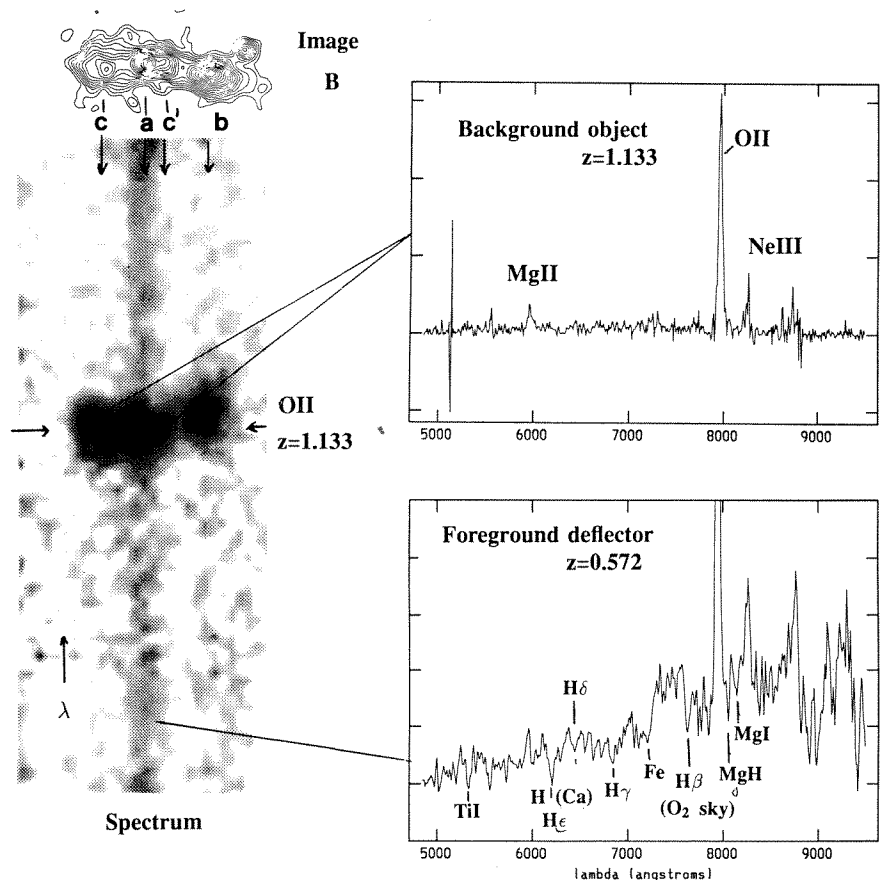 Image
B
c a c' b
OII
z=1.133
λ
Spectrum
Background object
z=1.133
OII
MgII
NeIII
5000 6000 7000 8000 9000
Foreground deflector
z=0.572
Hδ
MgI
TiI
H (Ca)
Hε
Hγ
Fe
Hβ
(O2 sky)
MgH
5000 6000 7000 8000 9000
lambda (angstroms)